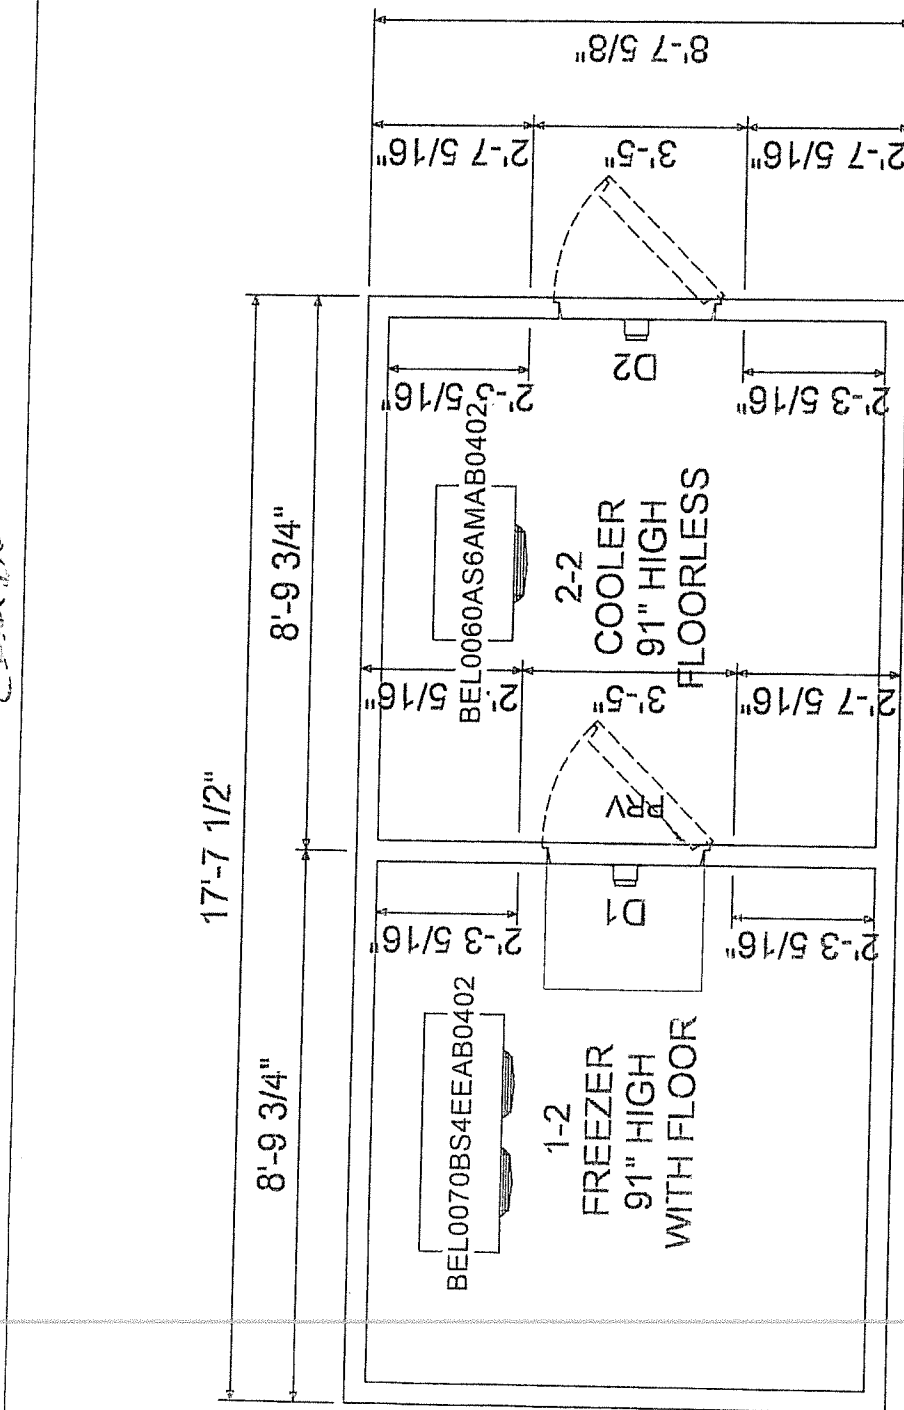 8'-7 5/8"
2'-7 5/16"
3'-5"
2'-7 5/16"
D2
2'-3 5/16"
2'-3 5/16"
BEL0060AS6AMAB0402
8'-9 3/4"
2-2
COOLER
91" HIGH
FLOORLESS
2'- 5/16"
3'-5"
2'-7 5/16"
PRV
17'-7 1/2"
D1
2'-3 5/16"
2'-3 5/16"
BEL0070BS4EEAB0402
8'-9 3/4"
1-2
FREEZER
91" HIGH
WITH FLOOR